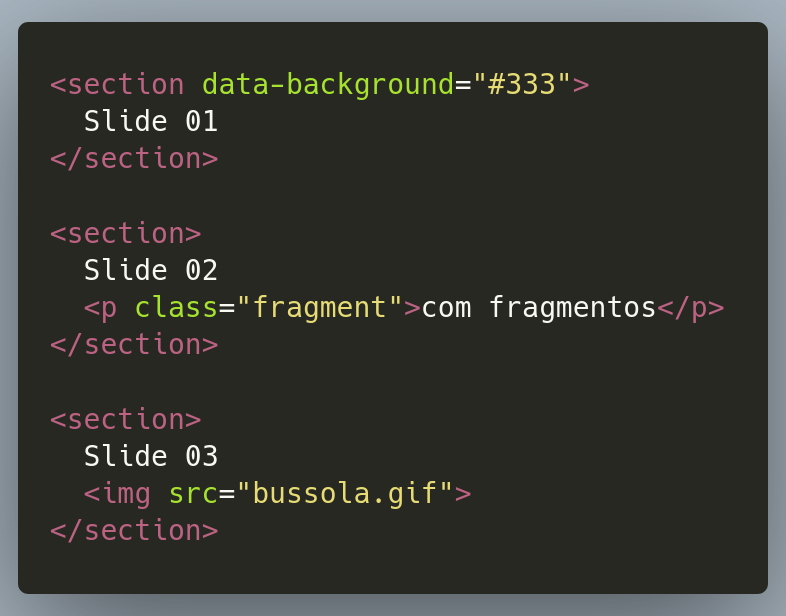 <section data-background="#333">
  Slide 01
</section>

<section>
  Slide 02
  <p class="fragment">com fragmentos</p>
</section>

<section>
  Slide 03
  <img src="bussola.gif">
</section>